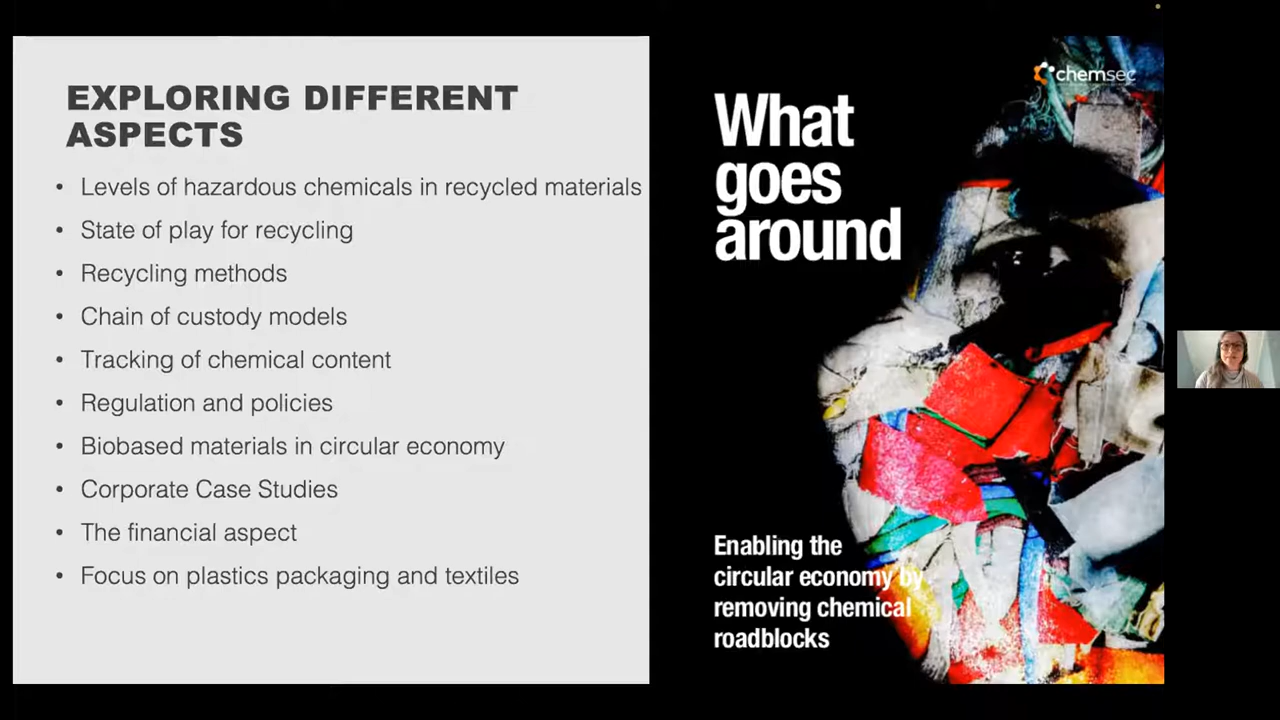 EXPLORING DIFFERENT
ASPECTS
• Levels of hazardous chemicals in recycled materials
• State of play for recycling
• Recycling methods
• Chain of custody models
• Tracking of chemical content
• Regulation and policies
• Biobased materials in circular economy
• Corporate Case Studies
• The financial aspect
• Focus on plastics packaging and textiles
chemsec
What
goes
around
Enabling the
circular economy by
removing chemical
roadblocks